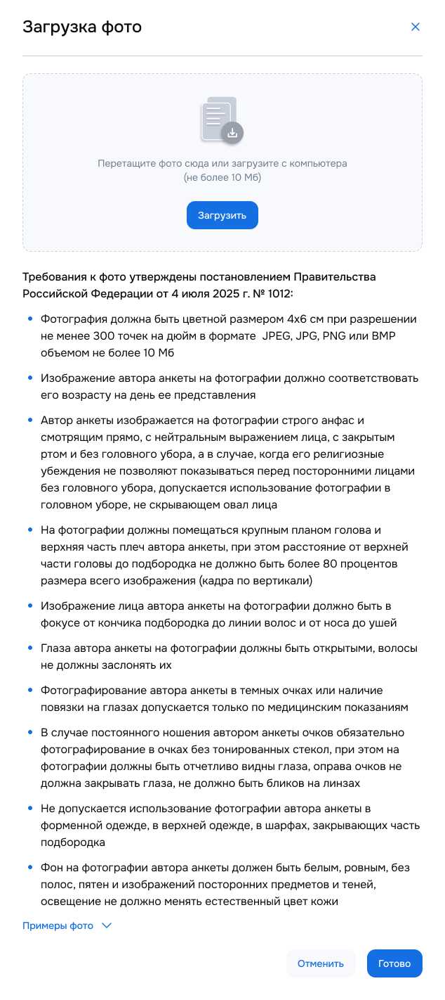 Загрузка фото
Перетащите фото сюда или загрузите с компьютера
(не более 10 Мб)
Загрузить
Требования к фото утверждены постановлением Правительства
Российской Федерации от 4 июля 2025 г. № 1012:
Фотография должна быть цветной размером 4х6 см при разрешении
не менее 300 точек на дюйм в формате  JPEG, JPG, PNG или BMP
объемом не более 10 Мб
Изображение автора анкеты на фотографии должно соответствовать
его возрасту на день ее представления
Автор анкеты изображается на фотографии строго анфас и
смотрящим прямо, с нейтральным выражением лица, с закрытым
ртом и без головного убора, а в случае, когда его религиозные
убеждения не позволяют показываться перед посторонними лицами
без головного убора, допускается использование фотографии в
головном уборе, не скрывающем овал лица
На фотографии должны помещаться крупным планом голова и
верхняя часть плеч автора анкеты, при этом расстояние от верхней
части головы до подбородка не должно быть более 80 процентов
размера всего изображения (кадра по вертикали)
Изображение лица автора анкеты на фотографии должно быть в
фокусе от кончика подбородка до линии волос и от носа до ушей
Глаза автора анкеты на фотографии должны быть открытыми, волосы
не должны заслонять их
Фотографирование автора анкеты в темных очках или наличие
повязки на глазах допускается только по медицинским показаниям
В случае постоянного ношения автором анкеты очков обязательно
фотографирование в очках без тонированных стекол, при этом на
фотографии должны быть отчетливо видны глаза, оправа очков не
должна закрывать глаза, не должно быть бликов на линзах
Не допускается использование фотографии автора анкеты в
форменной одежде, в верхней одежде, в шарфах, закрывающих часть
подбородка
Фон на фотографии автора анкеты должен быть белым, ровным, без
полос, пятен и изображений посторонних предметов и теней,
освещение не должно менять естественный цвет кожи
Примеры фото
Отменить
Готово